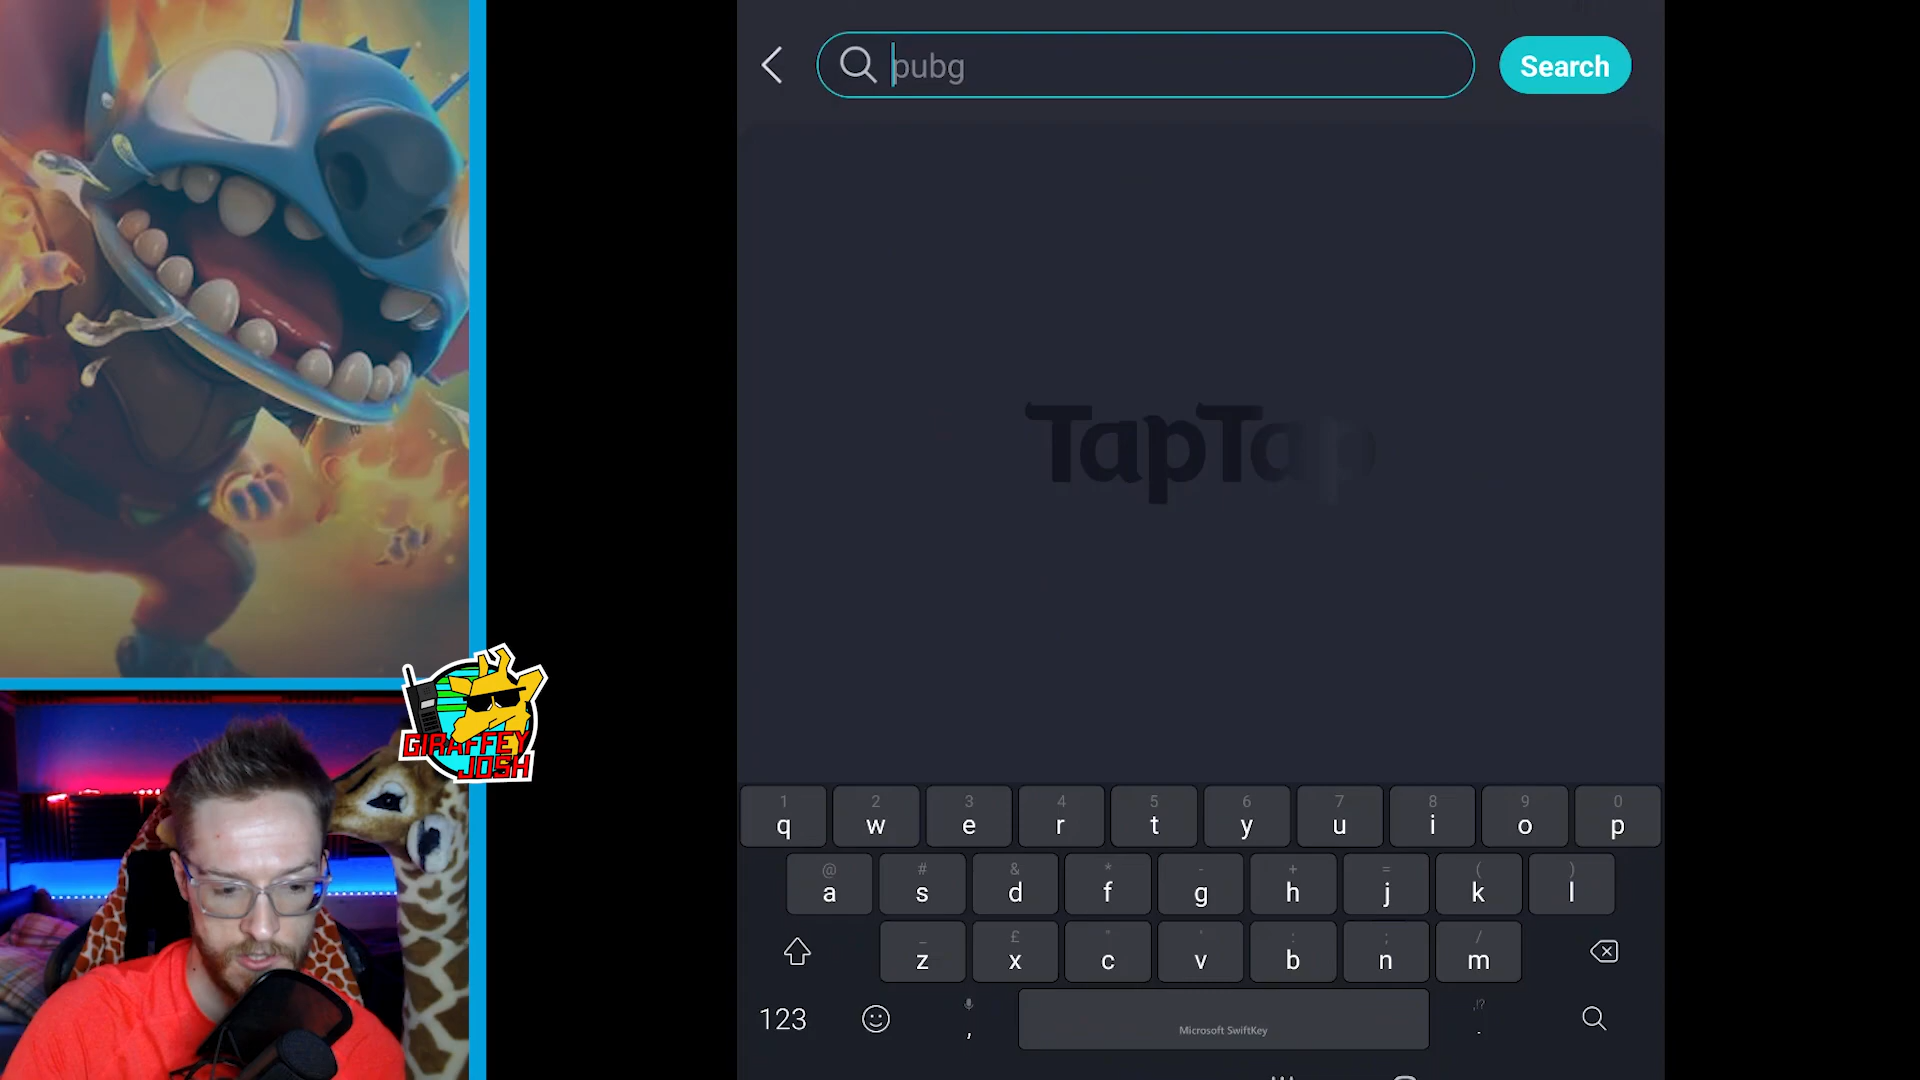 pubg
Search
TapTap
GIRAFFEY
JOSH
1 2 3 4 5 6 7 8 9 0
q w e r t y u i o p
@ # & * - + = ( )
a s d f g h j k l
_ £ " ' : ; /
z x c v b n m
123 , Microsoft SwiftKey ,!? .